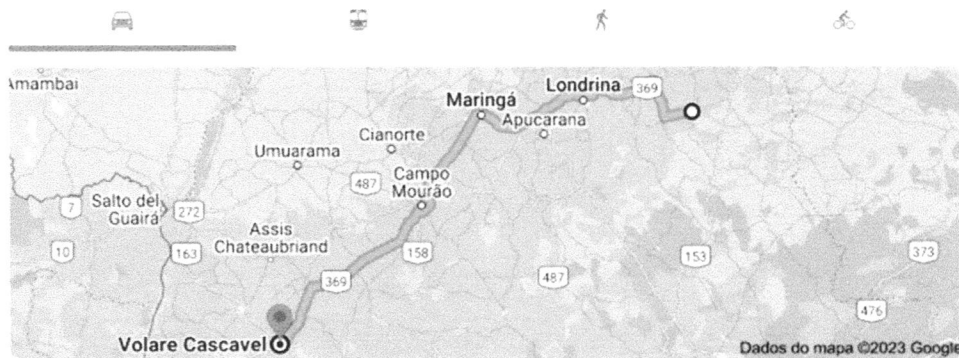 Amambai
Londrina
369
Maringá
Apucarana
Cianorte
Umuarama
487
Campo
Mourão
Salto del
Guairá
7
272
Assis
Chateaubriand
10
163
158
487
153
373
369
476
Volare Cascavel
Dados do mapa ©2023 Google